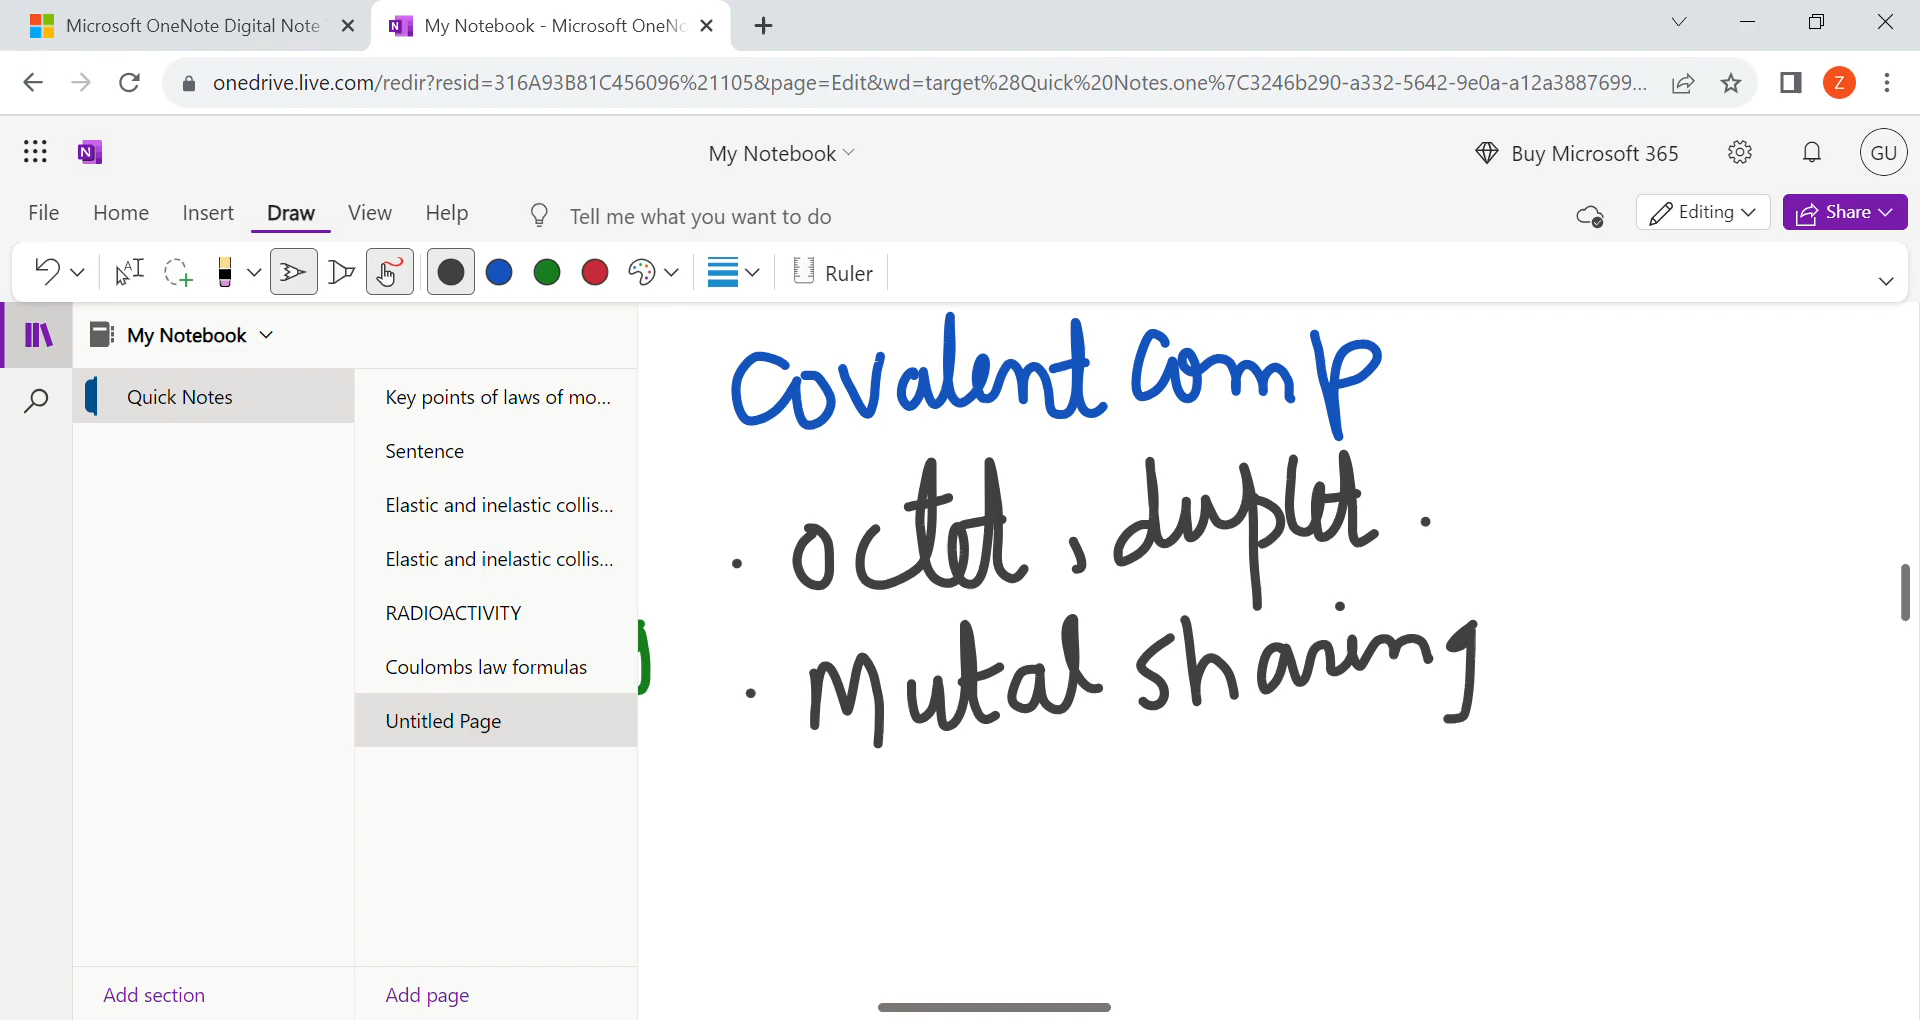 Microsoft OneNote Digital Note
My Notebook - Microsoft OneNo
onedrive.live.com/redir?resid=316A93B81C456096%21105&page=Edit&wd=target%28Quick%20Notes.one%7C3246b290-a332-5642-9e0a-a12a3887699...
Z
N
My Notebook
Buy Microsoft 365
GU
File Home Insert Draw View Help Tell me what you want to do
Editing
Share
Ruler
My Notebook
Quick Notes
Key points of laws of mo...
Sentence
Elastic and inelastic collis...
Elastic and inelastic collis...
RADIOACTIVITY
Coulombs law formulas
Untitled Page
Add section
Add page
Covalent comp
. octet, duplet.
. Mutal sharing